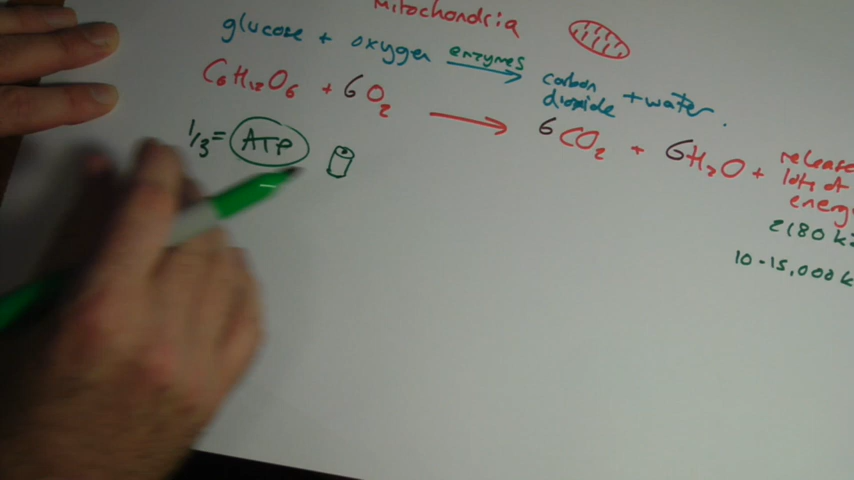 Mitochondria
glucose + oxygen enzymes → carbon dioxide + water.
C6H12O6 + 6O2 → 6CO2 + 6H2O + release lots of energ
1/3 = ATP
2180 k
10-15,000 k